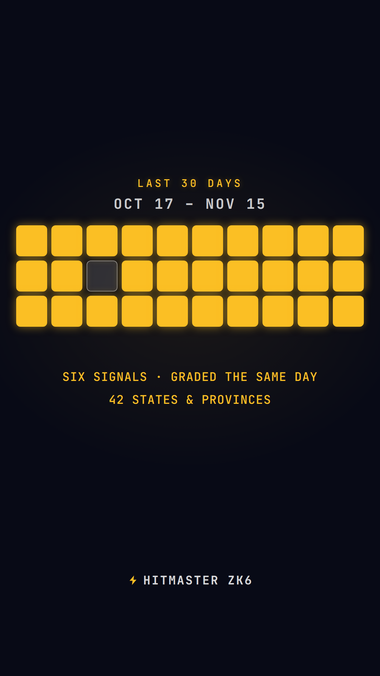 LAST 30 DAYS
OCT 17 – NOV 15
SIX SIGNALS · GRADED THE SAME DAY
42 STATES & PROVINCES
HITMASTER ZK6